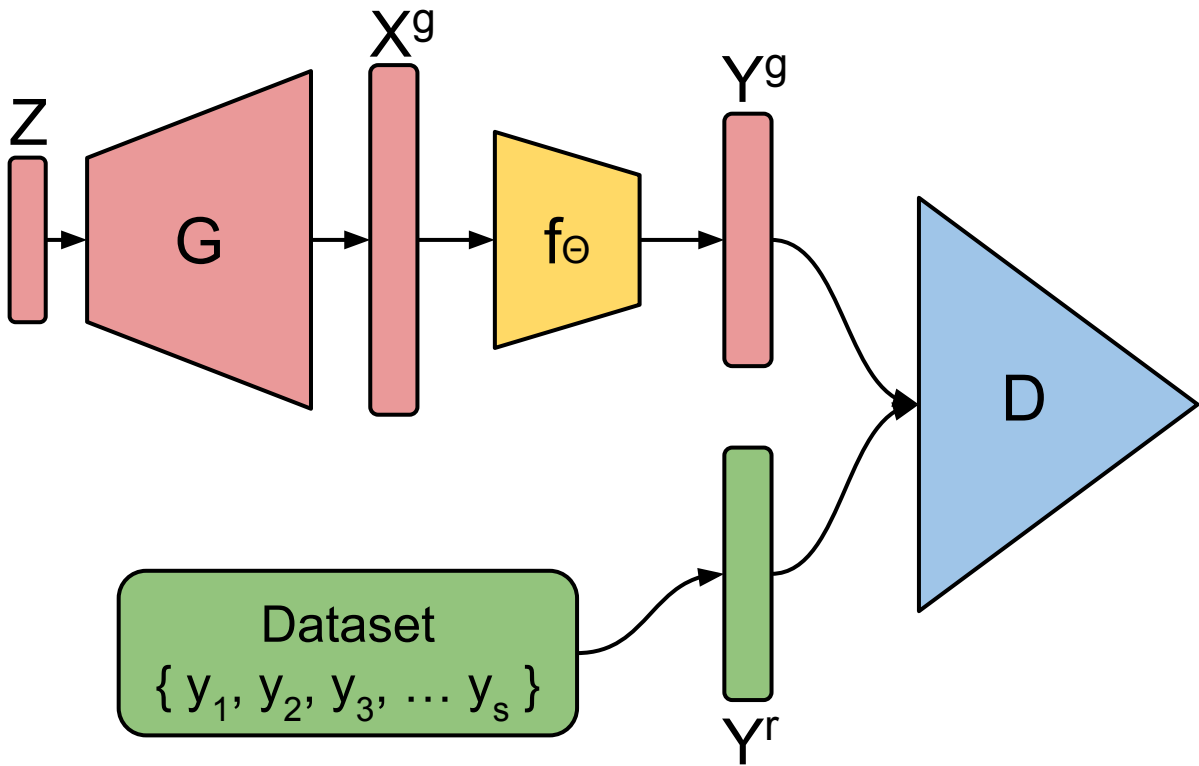 Z
G
X^g
f_Θ
Y^g
D
Dataset
{ y_1, y_2, y_3, … y_s }
Y^r